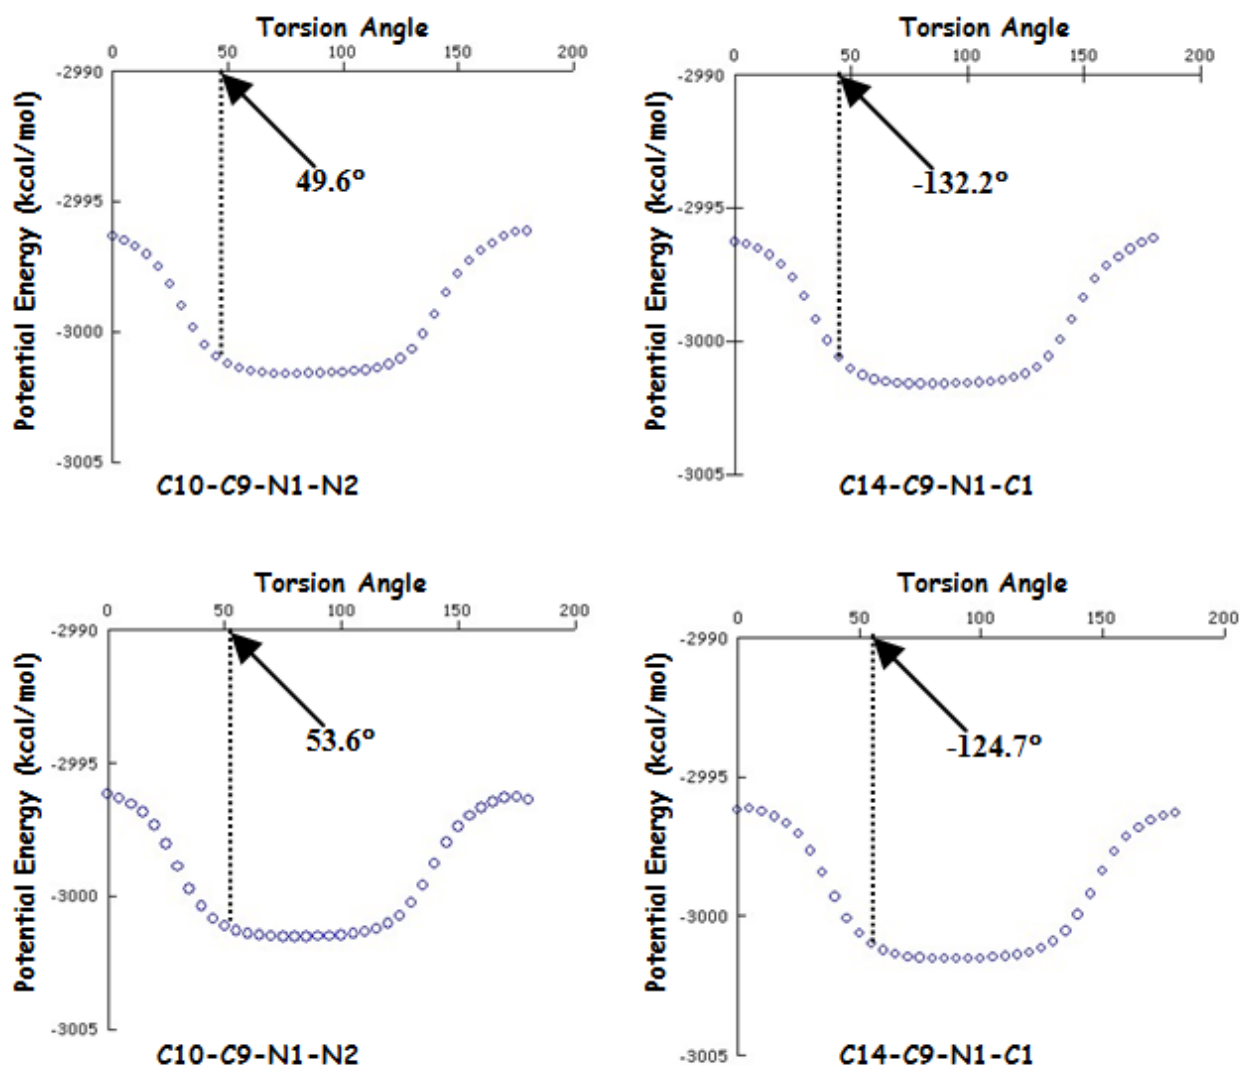 Torsion Angle
0 50 100 150 200
Potential Energy (kcal/mol)
-2990
-2995
-3000
-3005
49.6°
C10-C9-N1-N2
Torsion Angle
0 50 100 150 200
Potential Energy (kcal/mol)
-2990
-2995
-3000
-3005
-132.2°
C14-C9-N1-C1
Torsion Angle
0 50 100 150 200
Potential Energy (kcal/mol)
-2990
-2995
-3000
-3005
53.6°
C10-C9-N1-N2
Torsion Angle
0 50 100 150 200
Potential Energy (kcal/mol)
-2990
-2995
-3000
-3005
-124.7°
C14-C9-N1-C1